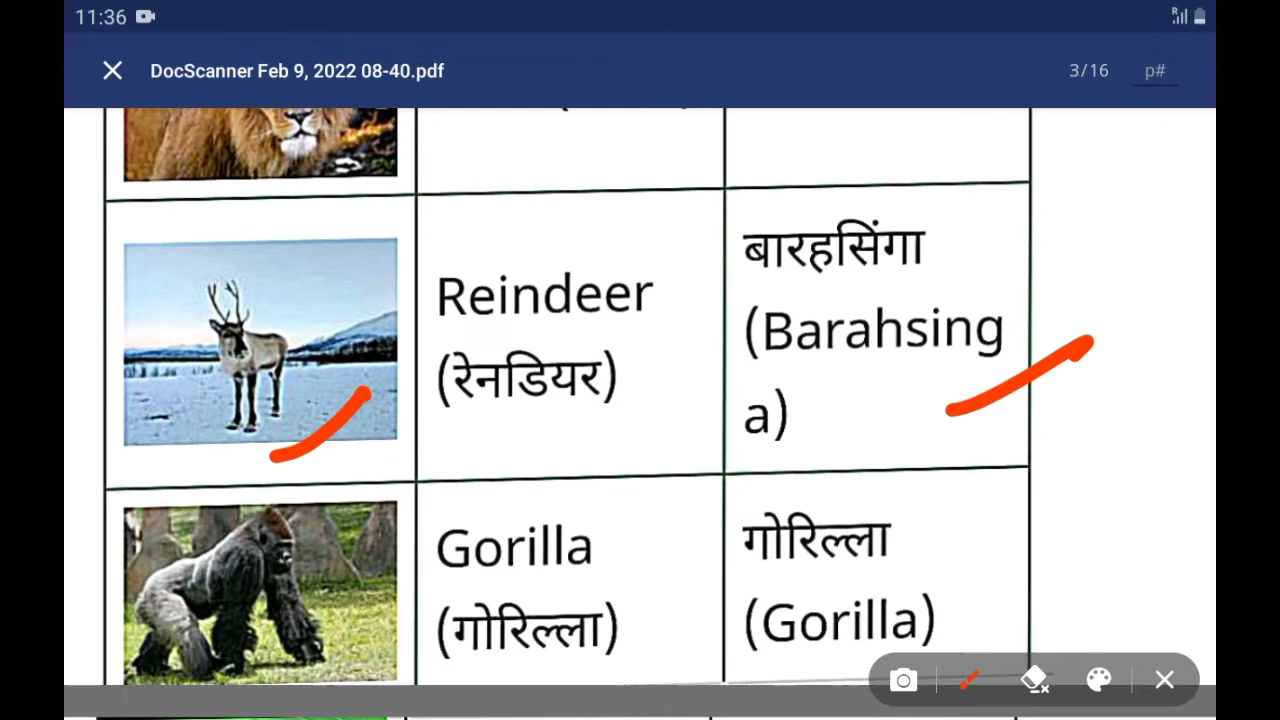 11:36
DocScanner Feb 9, 2022 08-40.pdf
3/16
p#
Reindeer
(रेनडियर)
बारहसिंगा
(Barahsing
a)
Gorilla
(गोरिल्ला)
गोरिल्ला
(Gorilla)